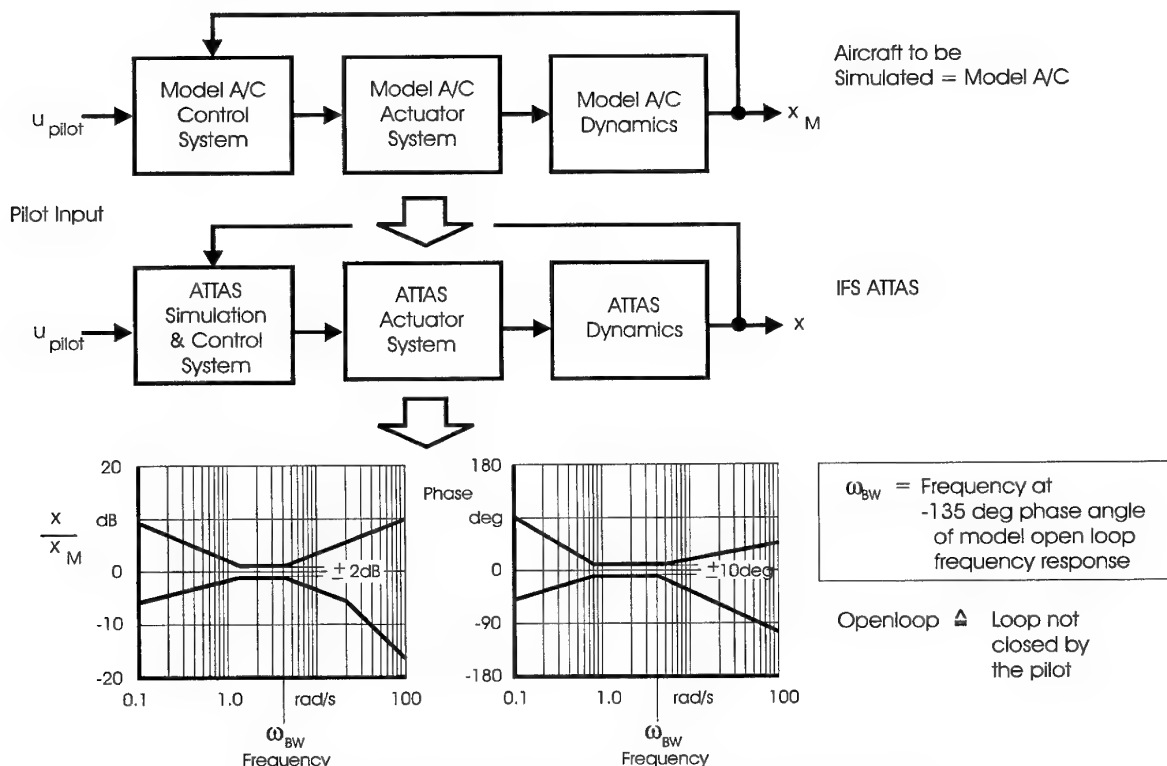 Model A/C
Control
System
Model A/C
Actuator
System
Model A/C
Dynamics
u pilot
x M
Aircraft to be
Simulated = Model A/C
Pilot Input
ATTAS
Simulation
& Control
System
ATTAS
Actuator
System
ATTAS
Dynamics
u pilot
x
IFS ATTAS
x
x M
20
dB
0
-10
-20
± 2dB
0.1
1.0
rad/s
100
ω BW
Frequency
Phase
180
deg
0
-90
-180
±10deg
0.1
1.0
rad/s
100
ω BW
Frequency
ω BW = Frequency at
-135 deg phase angle
of model open loop
frequency response
Openloop ≙ Loop not
closed by
the pilot